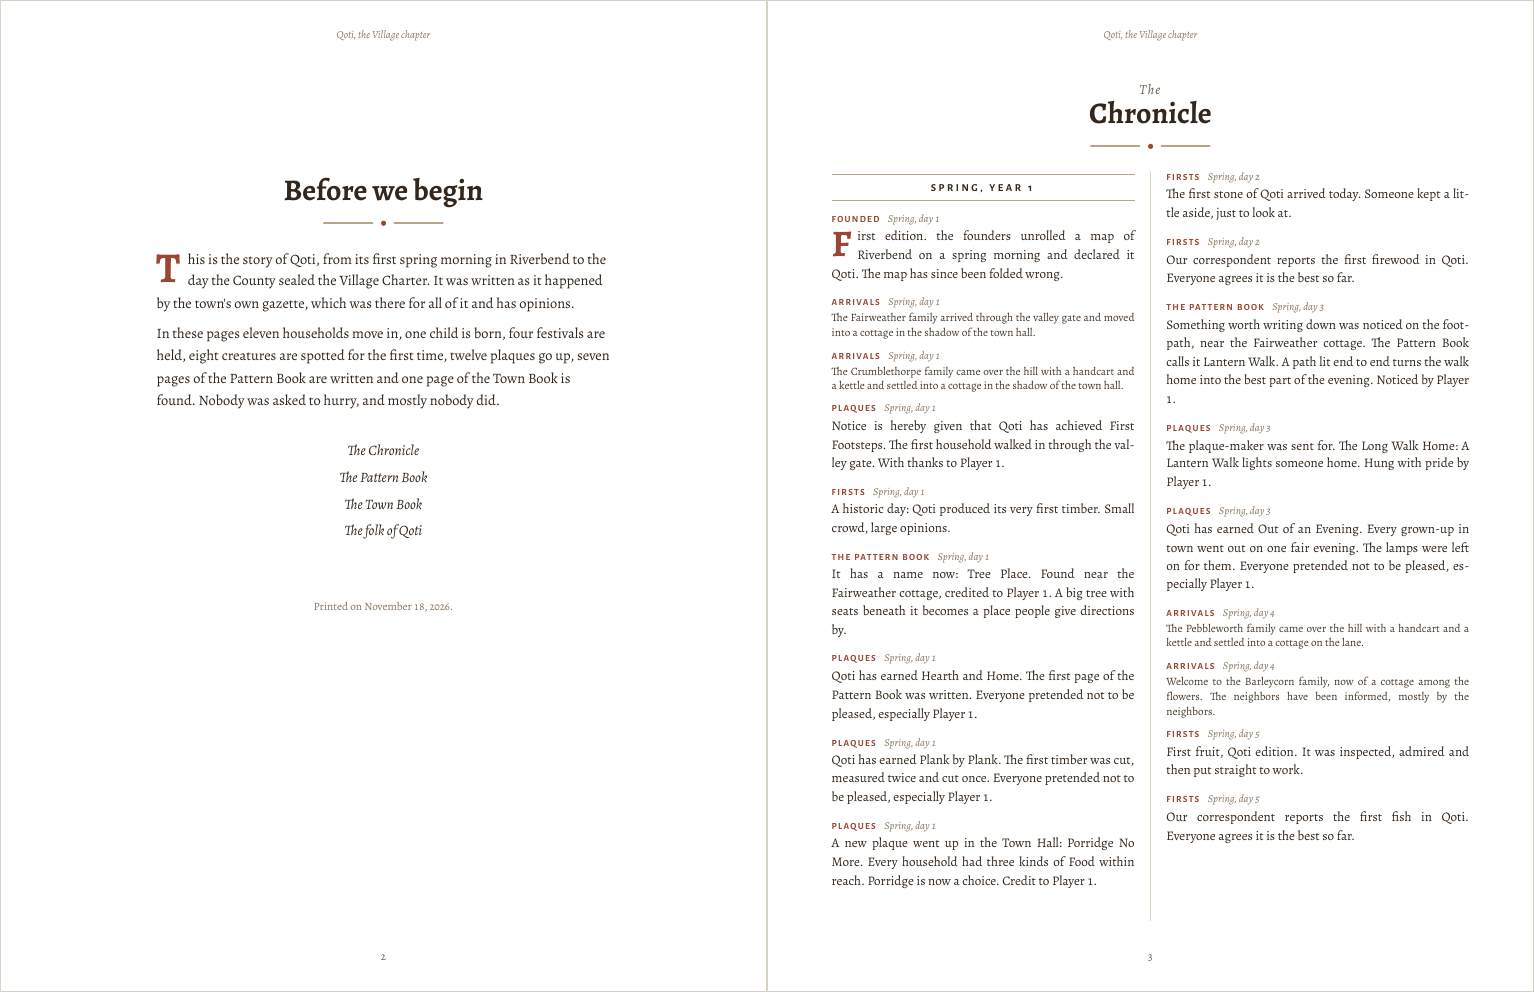 Qoti, the Village chapter
Before we begin
This is the story of Qoti, from its first spring morning in Riverbend to the
day the County sealed the Village Charter. It was written as it happened
by the town's own gazette, which was there for all of it and has opinions.
In these pages eleven households move in, one child is born, four festivals are
held, eight creatures are spotted for the first time, twelve plaques go up, seven
pages of the Pattern Book are written and one page of the Town Book is
found. Nobody was asked to hurry, and mostly nobody did.
The Chronicle
The Pattern Book
The Town Book
The folk of Qoti
Printed on November 18, 2026.
2
Qoti, the Village chapter
The
Chronicle
SPRING, YEAR 1
FOUNDED Spring, day 1
First edition. the founders unrolled a map of
Riverbend on a spring morning and declared it
Qoti. The map has since been folded wrong.
ARRIVALS Spring, day 1
The Fairweather family arrived through the valley gate and moved
into a cottage in the shadow of the town hall.
ARRIVALS Spring, day 1
The Crumblethorpe family came over the hill with a handcart and
a kettle and settled into a cottage in the shadow of the town hall.
PLAQUES Spring, day 1
Notice is hereby given that Qoti has achieved First
Footsteps. The first household walked in through the val-
ley gate. With thanks to Player 1.
FIRSTS Spring, day 1
A historic day: Qoti produced its very first timber. Small
crowd, large opinions.
THE PATTERN BOOK Spring, day 1
It has a name now: Tree Place. Found near the
Fairweather cottage, credited to Player 1. A big tree with
seats beneath it becomes a place people give directions
by.
PLAQUES Spring, day 1
Qoti has earned Hearth and Home. The first page of the
Pattern Book was written. Everyone pretended not to be
pleased, especially Player 1.
PLAQUES Spring, day 1
Qoti has earned Plank by Plank. The first timber was cut,
measured twice and cut once. Everyone pretended not to
be pleased, especially Player 1.
PLAQUES Spring, day 1
A new plaque went up in the Town Hall: Porridge No
More. Every household had three kinds of Food within
reach. Porridge is now a choice. Credit to Player 1.
FIRSTS Spring, day 2
The first stone of Qoti arrived today. Someone kept a lit-
tle aside, just to look at.
FIRSTS Spring, day 2
Our correspondent reports the first firewood in Qoti.
Everyone agrees it is the best so far.
THE PATTERN BOOK Spring, day 3
Something worth writing down was noticed on the foot-
path, near the Fairweather cottage. The Pattern Book
calls it Lantern Walk. A path lit end to end turns the walk
home into the best part of the evening. Noticed by Player
1.
PLAQUES Spring, day 3
The plaque-maker was sent for. The Long Walk Home: A
Lantern Walk lights someone home. Hung with pride by
Player 1.
PLAQUES Spring, day 3
Qoti has earned Out of an Evening. Every grown-up in
town went out on one fair evening. The lamps were left
on for them. Everyone pretended not to be pleased, es-
pecially Player 1.
ARRIVALS Spring, day 4
The Pebbleworth family came over the hill with a handcart and a
kettle and settled into a cottage on the lane.
ARRIVALS Spring, day 4
Welcome to the Barleycorn family, now of a cottage among the
flowers. The neighbors have been informed, mostly by the
neighbors.
FIRSTS Spring, day 5
First fruit, Qoti edition. It was inspected, admired and
then put straight to work.
FIRSTS Spring, day 5
Our correspondent reports the first fish in Qoti.
Everyone agrees it is the best so far.
3